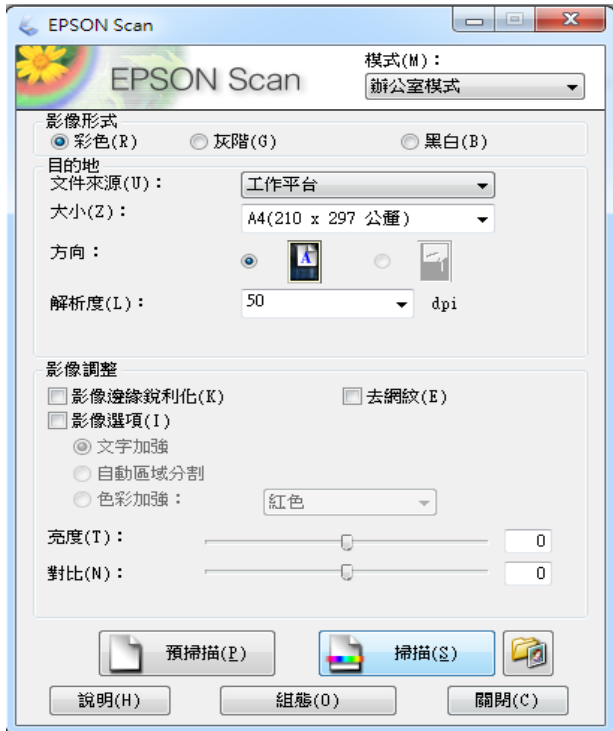 EPSON Scan
EPSON Scan
模式(M)：
辦公室模式
影像形式
彩色(R) 灰階(G) 黑白(B)
目的地
文件來源(U)： 工作平台
大小(Z)： A4(210 x 297 公釐)
方向：
解析度(L)： 50 dpi
影像調整
影像邊緣銳利化(K) 去網紋(E)
影像選項(I)
文字加強
自動區域分割
色彩加強： 紅色
亮度(T)： 0
對比(N)： 0
預掃描(P) 掃描(S)
說明(H) 組態(O) 關閉(C)